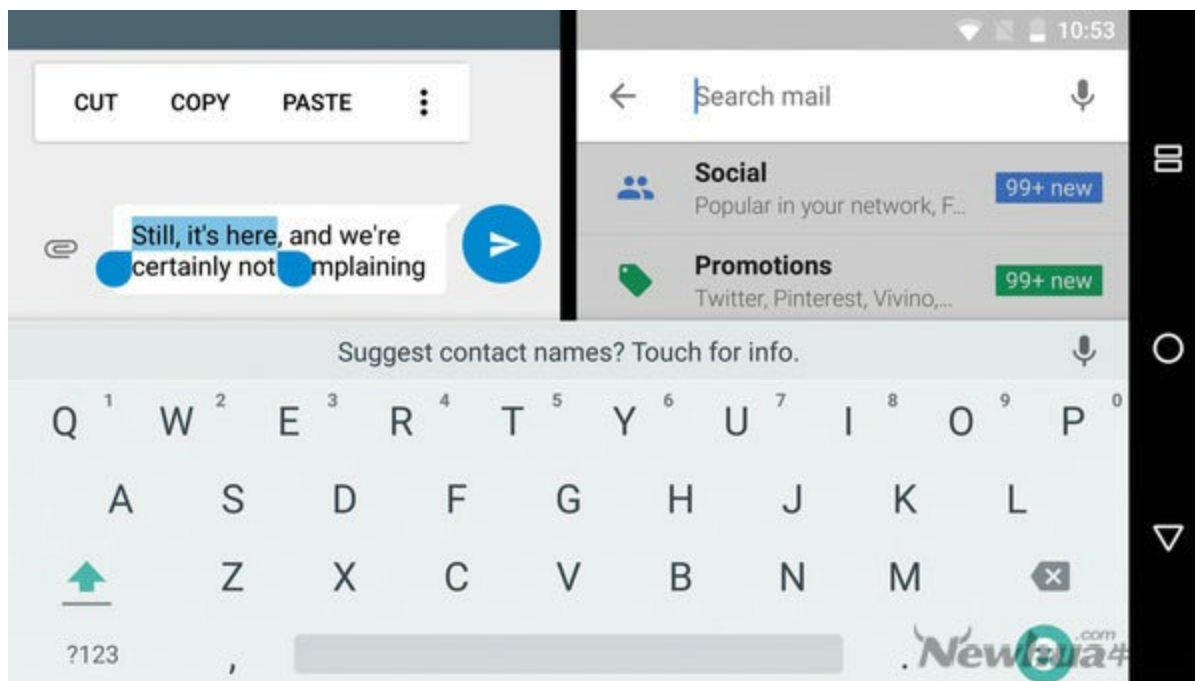 10:53
CUT COPY PASTE
Search mail
Social
Popular in your network, F...
99+ new
Still, it's here, and we're
certainly not mplaining
Promotions
Twitter, Pinterest, Vivino,...
99+ new
Suggest contact names? Touch for info.
Q 1 W 2 E 3 R 4 T 5 Y 6 U 7 I 8 O 9 P 0
A S D F G H J K L
Z X C V B N M
?123 , .
Newhua .com